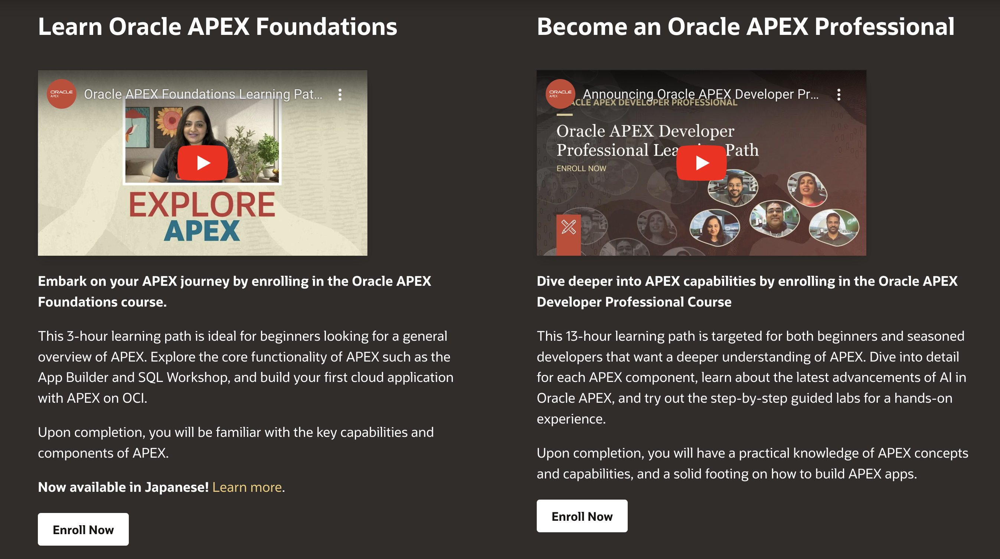 Learn Oracle APEX Foundations
ORACLE
APEX
Oracle APEX Foundations Learning Pat...
EXPLORE
APEX
Embark on your APEX journey by enrolling in the Oracle APEX
Foundations course.
This 3-hour learning path is ideal for beginners looking for a general
overview of APEX. Explore the core functionality of APEX such as the
App Builder and SQL Workshop, and build your first cloud application
with APEX on OCI.
Upon completion, you will be familiar with the key capabilities and
components of APEX.
Now available in Japanese! Learn more.
Enroll Now
Become an Oracle APEX Professional
ORACLE
APEX
Announcing Oracle APEX Developer Pr...
ACLE APEX DEVELOPER PROFESSIONAL
Oracle APEX Developer
Professional Path
ENROLL NOW
Dive deeper into APEX capabilities by enrolling in the Oracle APEX
Developer Professional Course
This 13-hour learning path is targeted for both beginners and seasoned
developers that want a deeper understanding of APEX. Dive into detail
for each APEX component, learn about the latest advancements of AI in
Oracle APEX, and try out the step-by-step guided labs for a hands-on
experience.
Upon completion, you will have a practical knowledge of APEX concepts
and capabilities, and a solid footing on how to build APEX apps.
Enroll Now